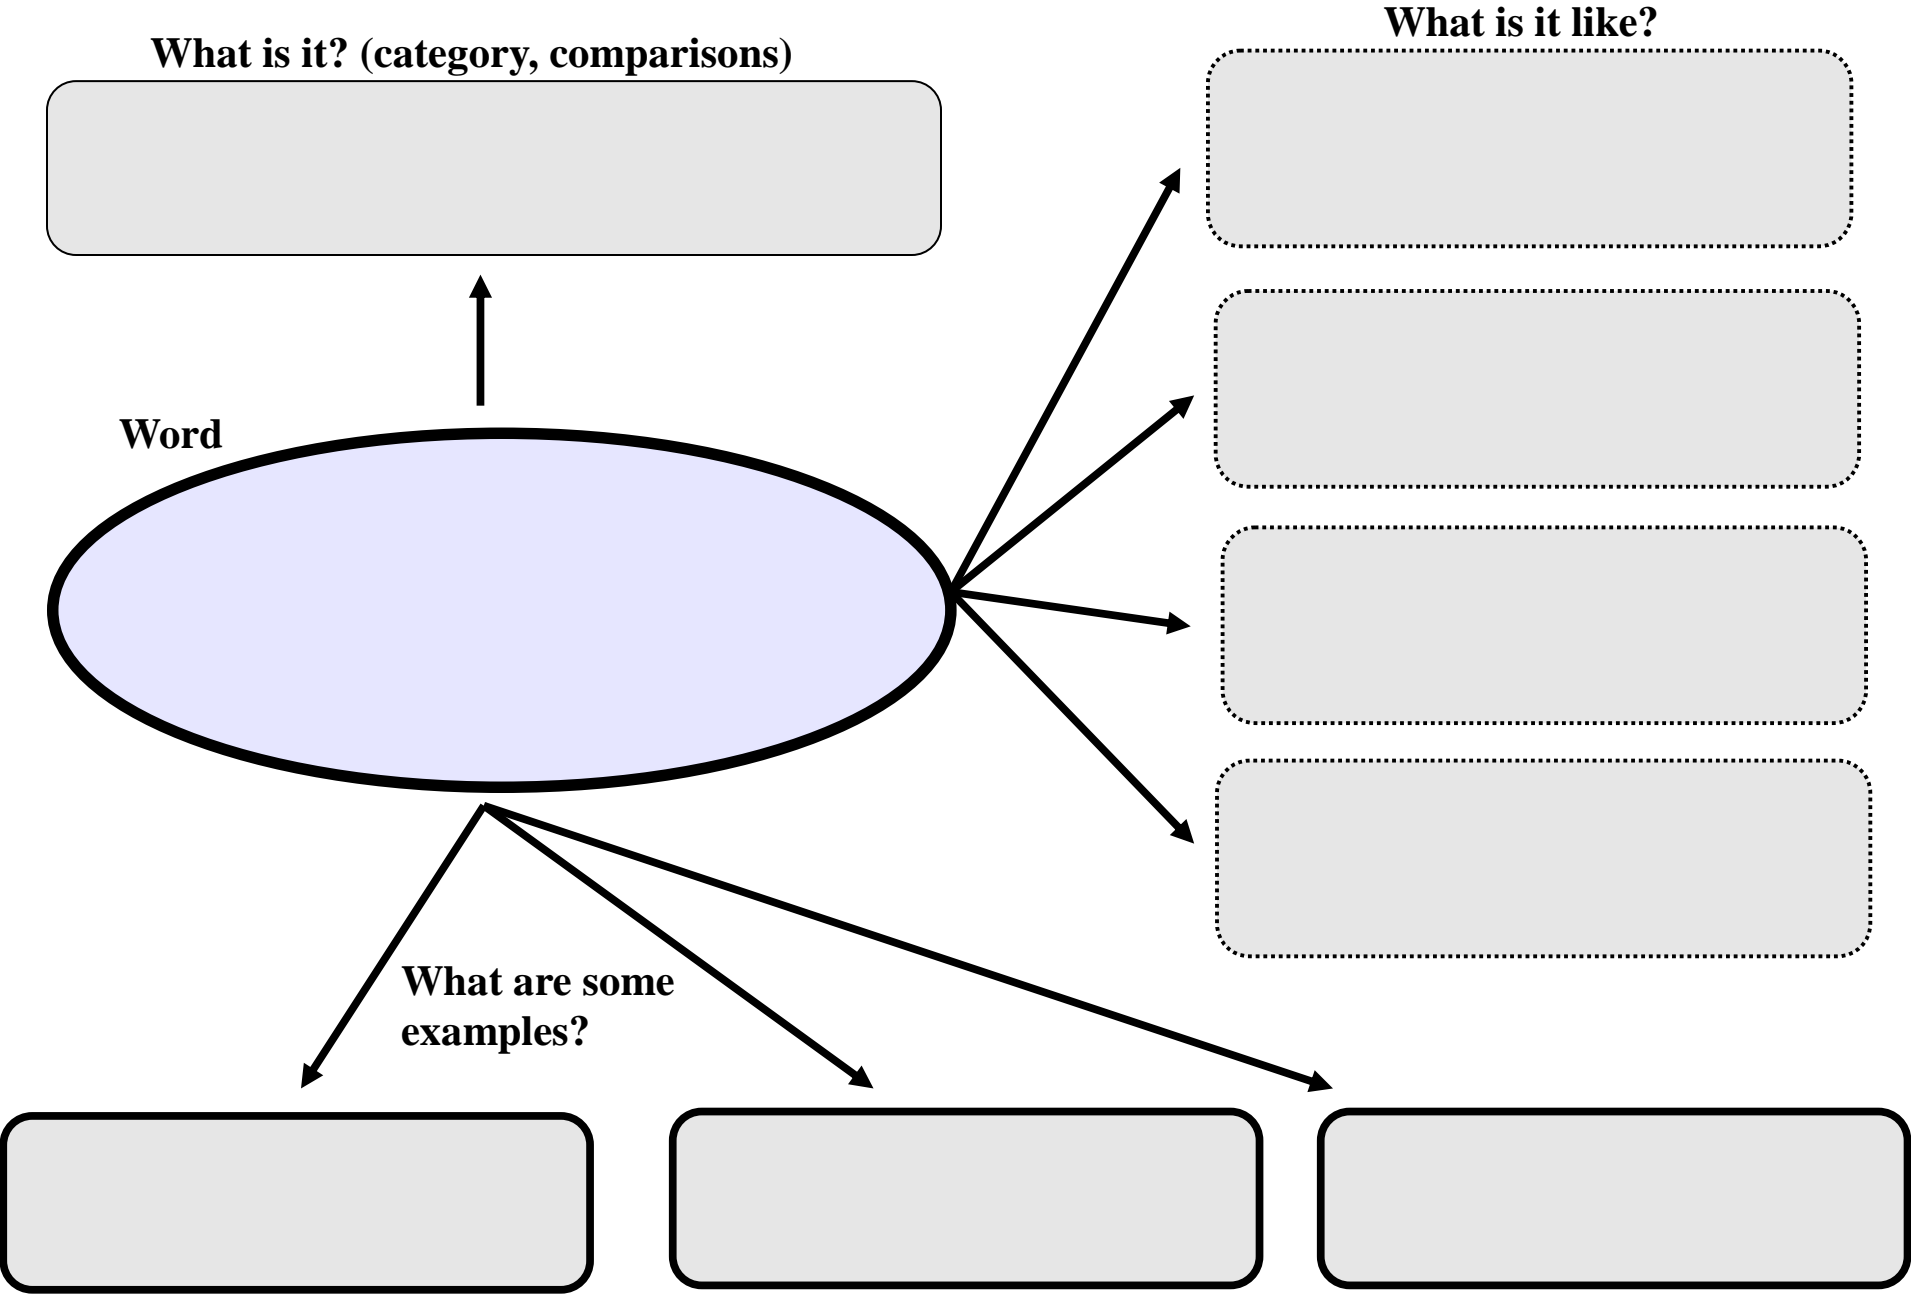 What is it like?
What is it? (category, comparisons)
Word
What are some
examples?